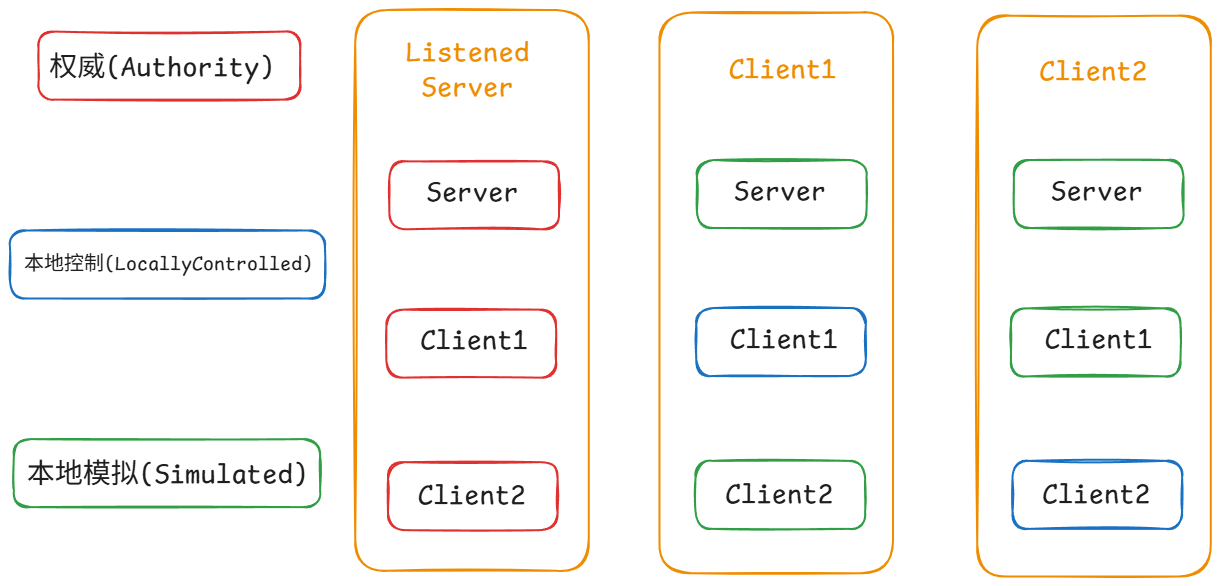 权威(Authority)
本地控制(LocallyControlled)
本地模拟(Simulated)
Listened
Server
Server
Client1
Client2
Client1
Server
Client1
Client2
Client2
Server
Client1
Client2